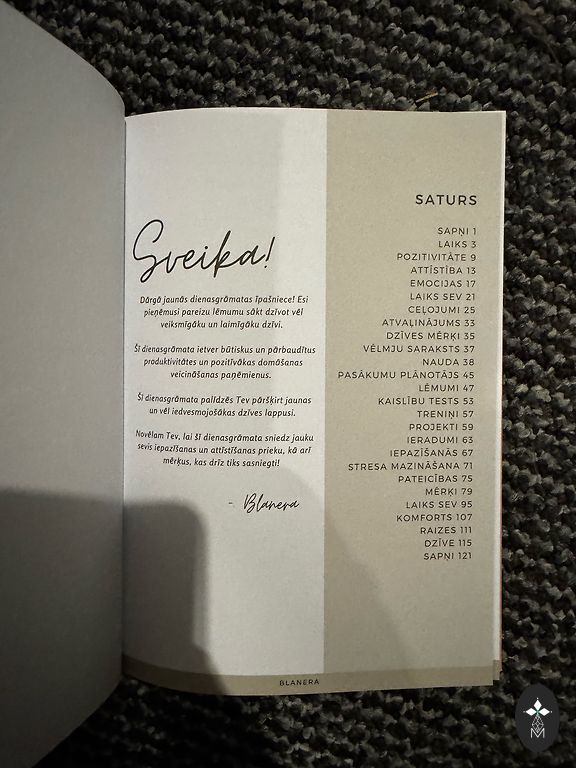 Sveika!
Dārgā jaunās dienasgrāmatas īpašniece! Esi
pieņēmusi pareizu lēmumu sākt dzīvot vēl
veiksmīgāku un laimīgāku dzīvi.
Šī dienasgrāmata ietver būtiskus un pārbaudītus
produktivitātes un pozitīvākas domāšanas
veicināšanas paņēmienus.
Šī dienasgrāmata palīdzēs Tev pāršķirt jaunas
un vēl iedvesmojošākas dzīves lappusi.
Novēlam Tev, lai šī dienasgrāmata sniedz jauku
sevis iepazīšanas un attīstīšanas prieku, kā arī
mērķus, kas drīz tiks sasniegti!
- Blanera
SATURS
SAPŅI 1
LAIKS 3
POZITIVITĀTE 9
ATTĪSTĪBA 13
EMOCIJAS 17
LAIKS SEV 21
CEĻOJUMI 25
ATVAĻINĀJUMS 33
DZĪVES MĒRĶI 35
VĒLMJU SARAKSTS 37
NAUDA 38
PASĀKUMU PLĀNOTĀJS 45
LĒMUMI 47
KAISLĪBU TESTS 53
TRENIŅI 57
PROJEKTI 59
IERADUMI 63
IEPAZĪŠANĀS 67
STRESA MAZINĀŠANA 71
PATEICĪBAS 75
MĒRĶI 79
LAIKS SEV 95
KOMFORTS 107
RAIZES 111
DZĪVE 115
SAPŅI 121
BLANERA
M